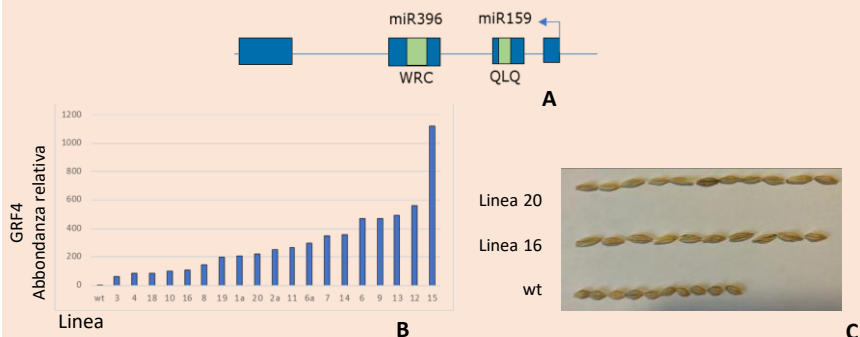 miR396 miR159
WRC QLQ
A
GRF4
Abbondanza relativa
1200
1000
800
600
400
200
0
wt 3 4 18 10 16 8 19 1a 20 2a 11 6a 7 14 6 9 13 12 15
Linea
B
Linea 20
Linea 16
wt
C